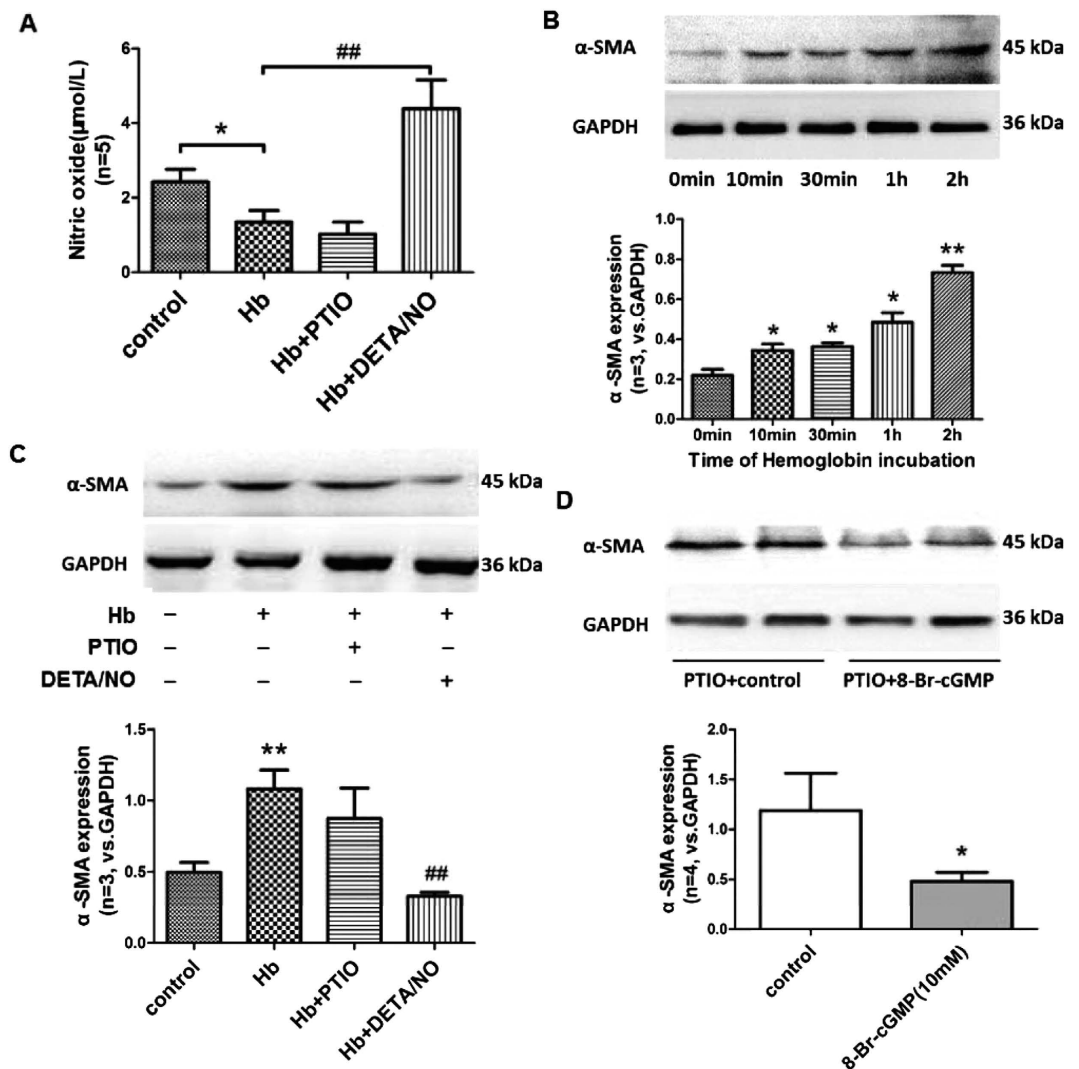 A
Nitric oxide(μmol/L)
(n=5)
6
4
2
0
*
##
control
Hb
Hb+PTIO
Hb+DETA/NO
B
α-SMA
45 kDa
GAPDH
36 kDa
0min 10min 30min 1h 2h
α-SMA expression
(n=3, vs.GAPDH)
1.0
0.8
0.6
0.4
0.2
0.0
* * * **
0min 10min 30min 1h 2h
Time of Hemoglobin incubation
C
α-SMA
45 kDa
GAPDH
36 kDa
Hb – + + +
PTIO – – + –
DETA/NO – – – +
α-SMA expression
(n=3, vs.GAPDH)
1.5
1.0
0.5
0.0
**
##
control
Hb
Hb+PTIO
Hb+DETA/NO
D
α-SMA
45 kDa
GAPDH
36 kDa
PTIO+control PTIO+8-Br-cGMP
α-SMA expression
(n=4, vs.GAPDH)
2.0
1.5
1.0
0.5
0.0
*
control
8-Br-cGMP(10mM)